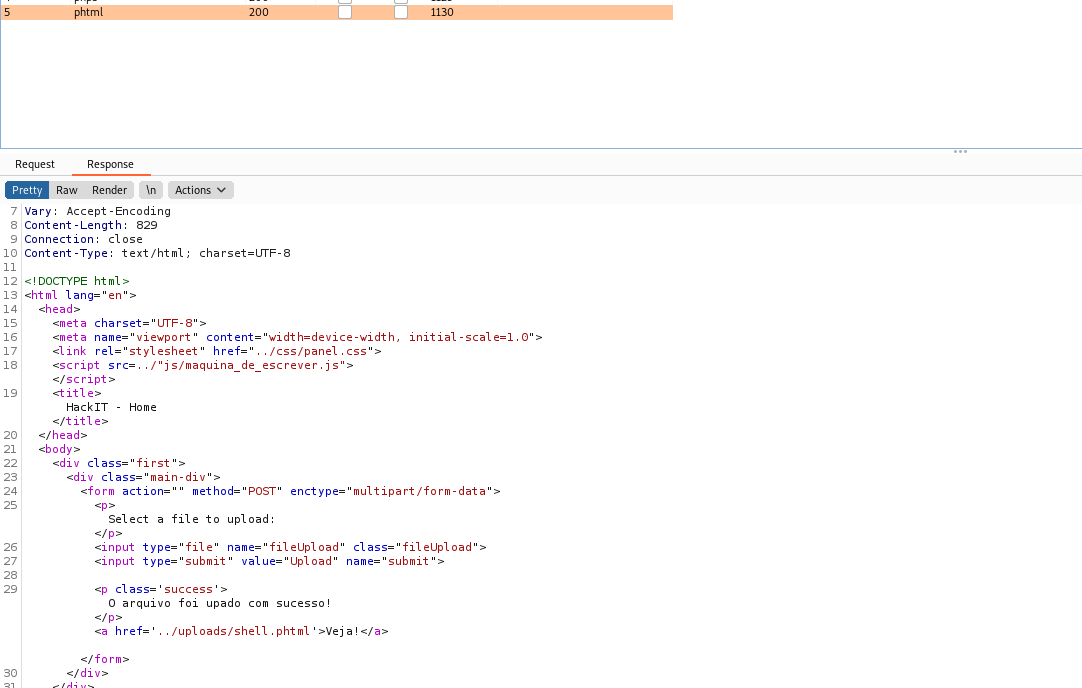 5 phtml 200 1130
Request Response
Pretty Raw Render \n Actions
7 Vary: Accept-Encoding
8 Content-Length: 829
9 Connection: close
10 Content-Type: text/html; charset=UTF-8
11
12 <!DOCTYPE html>
13 <html lang="en">
14 <head>
15 <meta charset="UTF-8">
16 <meta name="viewport" content="width=device-width, initial-scale=1.0">
17 <link rel="stylesheet" href="../css/panel.css">
18 <script src=../"js/maquina_de_escrever.js">
</script>
19 <title>
HackIT - Home
</title>
20 </head>
21 <body>
22 <div class="first">
23 <div class="main-div">
24 <form action="" method="POST" enctype="multipart/form-data">
25 <p>
Select a file to upload:
</p>
26 <input type="file" name="fileUpload" class="fileUpload">
27 <input type="submit" value="Upload" name="submit">
28
29 <p class='success'>
O arquivo foi upado com sucesso!
</p>
<a href='../uploads/shell.phtml'>Veja!</a>
</form>
30 </div>
31 </div>